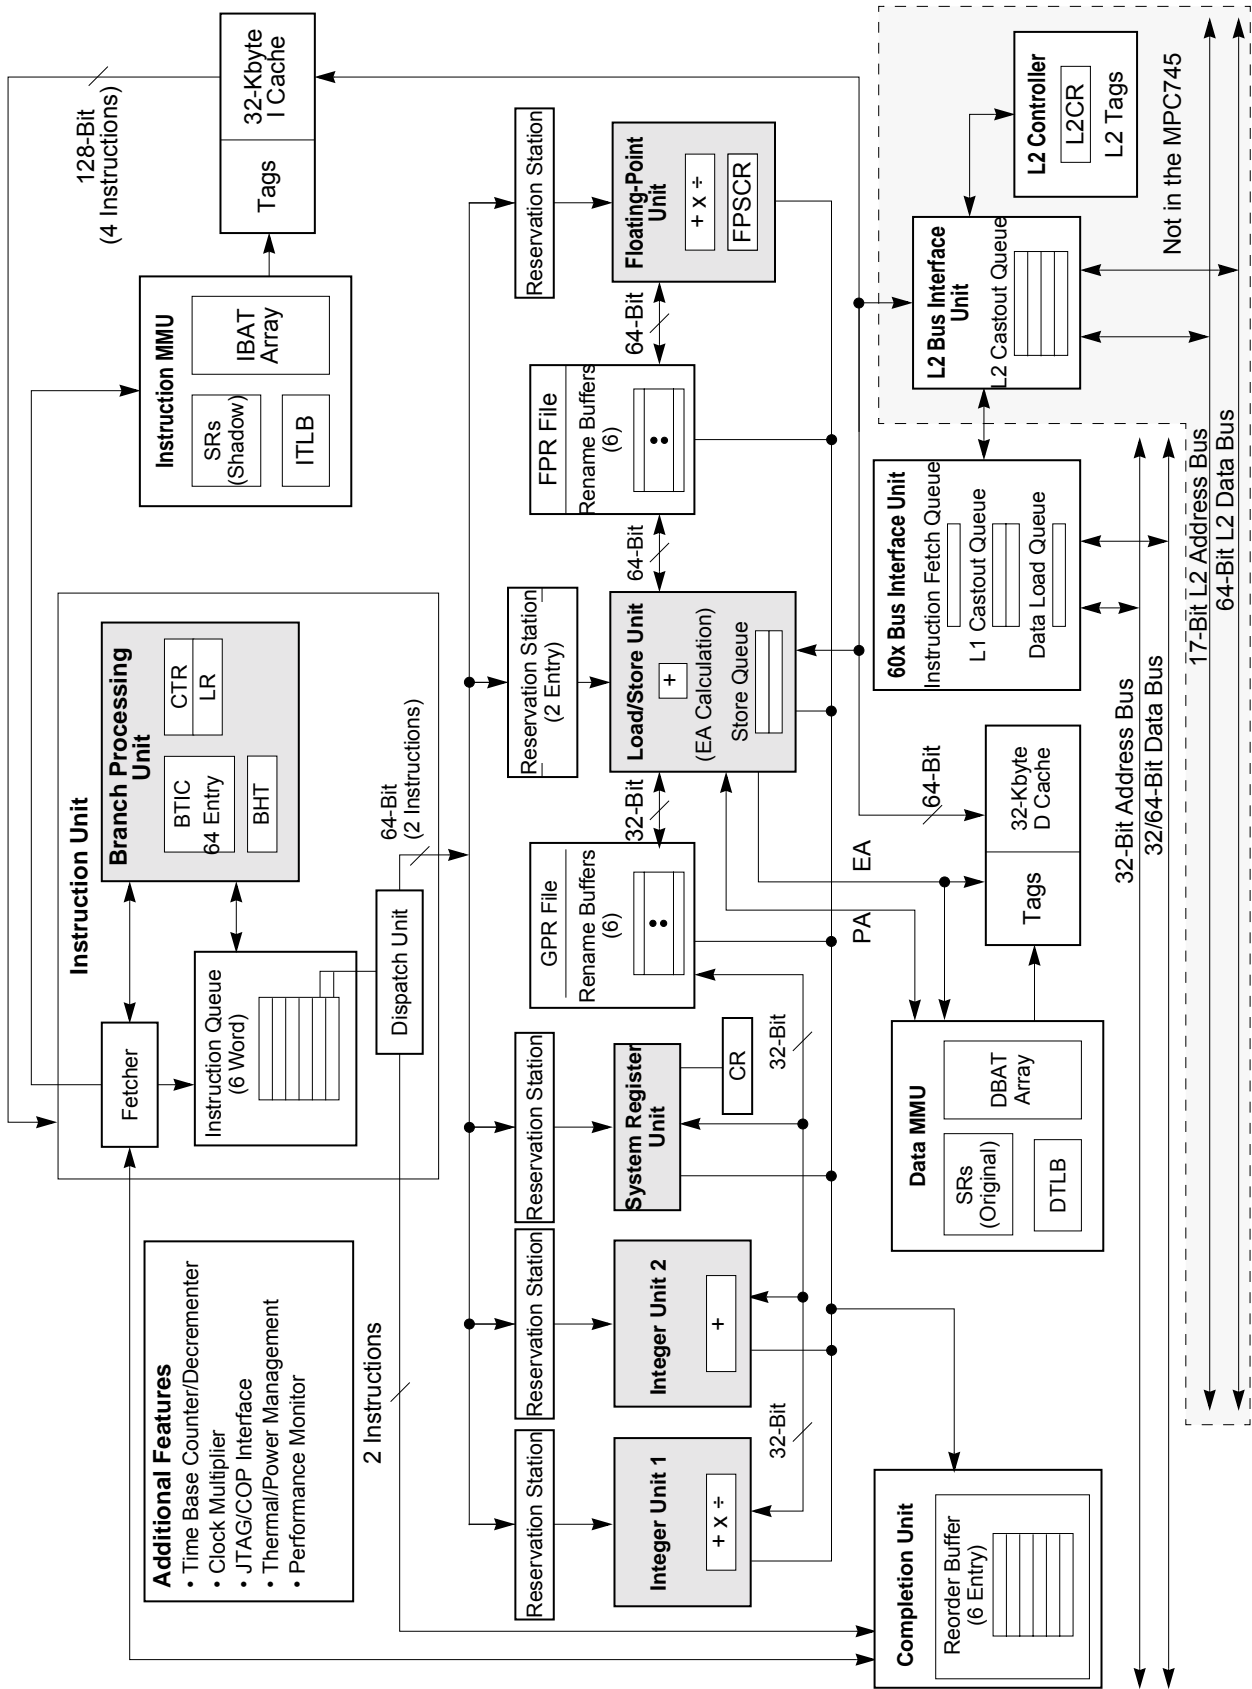 Additional Features
• Time Base Counter/Decrementer
• Clock Multiplier
• JTAG/COP Interface
• Thermal/Power Management
• Performance Monitor
2 Instructions
Instruction Unit
Fetcher
Instruction Queue
(6 Word)
Branch Processing
Unit
BTIC
64 Entry
BHT
CTR
LR
Dispatch Unit
64-Bit
(2 Instructions)
Instruction MMU
SRs
(Shadow)
ITLB
IBAT
Array
128-Bit
(4 Instructions)
Tags
32-Kbyte
I Cache
Reservation Station
Reservation Station
Reservation Station
Reservation Station
(2 Entry)
Reservation Station
Integer Unit 1
+ x ÷
Integer Unit 2
+
System Register
Unit
CR
32-Bit
32-Bit
GPR File
Rename Buffers
(6)
32-Bit
Load/Store Unit
+
(EA Calculation)
Store Queue
64-Bit
FPR File
Rename Buffers
(6)
64-Bit
Floating-Point
Unit
+ x ÷
FPSCR
PA
EA
64-Bit
Completion Unit
Reorder Buffer
(6 Entry)
Data MMU
SRs
(Original)
DTLB
DBAT
Array
Tags
32-Kbyte
D Cache
60x Bus Interface Unit
Instruction Fetch Queue
L1 Castout Queue
Data Load Queue
L2 Bus Interface
Unit
L2 Castout Queue
L2 Controller
L2CR
L2 Tags
Not in the MPC745
32-Bit Address Bus
32/64-Bit Data Bus
17-Bit L2 Address Bus
64-Bit L2 Data Bus